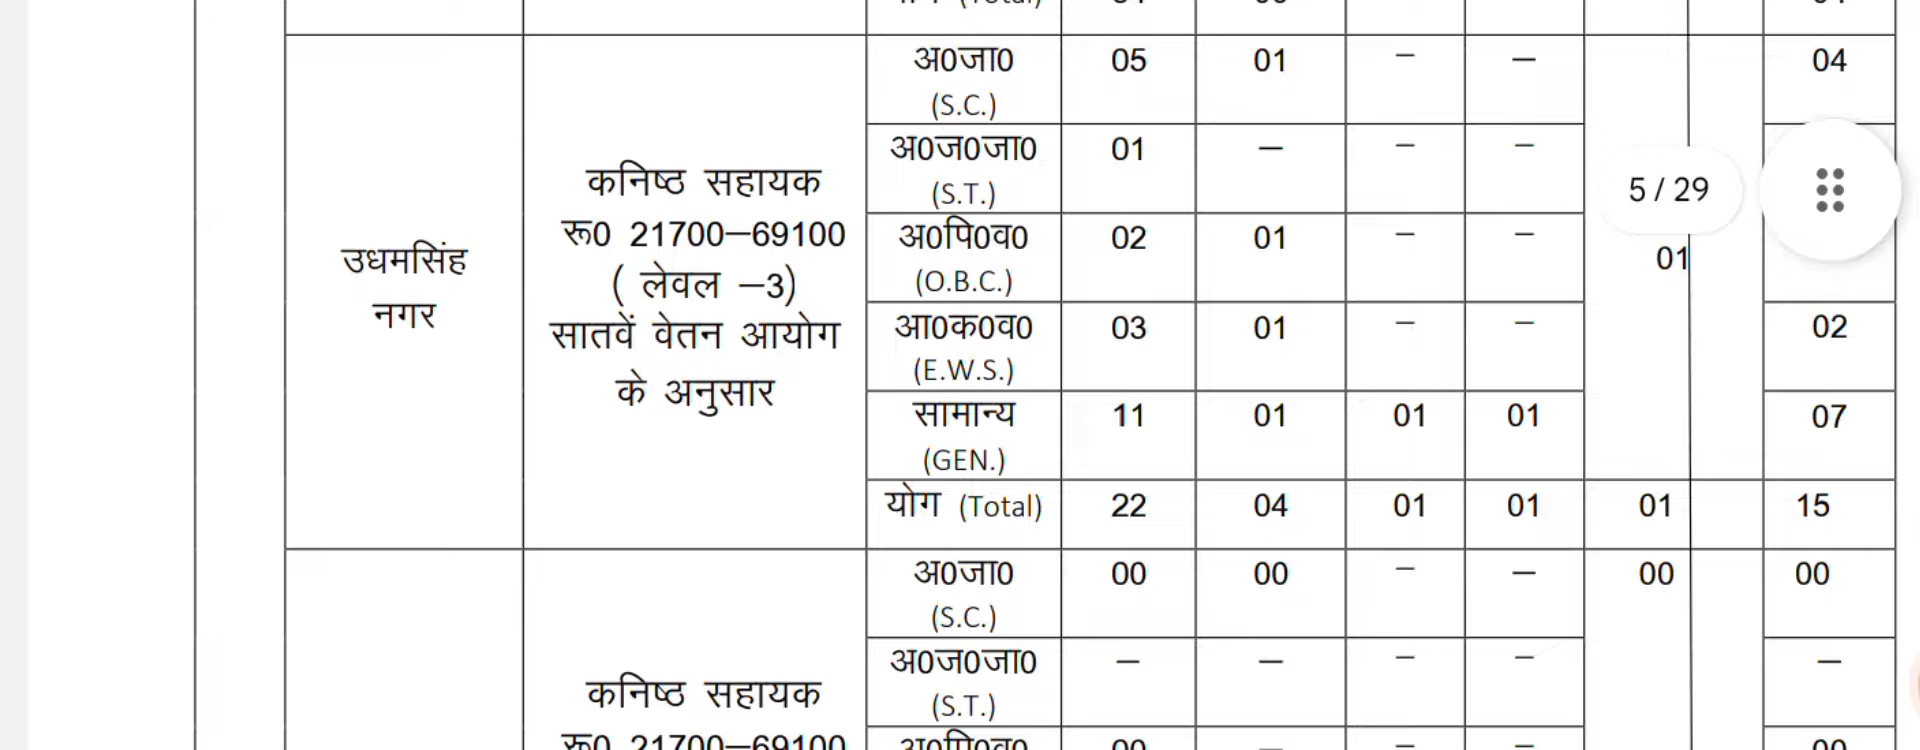 (Total)
अ0जा0 05 01 – – 04
(S.C.)
अ0ज0जा0 01 – – –
(S.T.)
5 / 29
अ0पि0व0 02 01 – –
(O.B.C.)
01
आ0क0व0 03 01 – – 02
(E.W.S.)
सामान्य 11 01 01 01 07
(GEN.)
योग (Total) 22 04 01 01 01 15
उधमसिंह
नगर
कनिष्ठ सहायक
रू0 21700–69100
( लेवल –3)
सातवें वेतन आयोग
के अनुसार
अ0जा0 00 00 – – 00 00
(S.C.)
अ0ज0जा0 – – – – –
(S.T.)
कनिष्ठ सहायक
रू0 21700–69100
अ0पि0व0 00 – – – 00